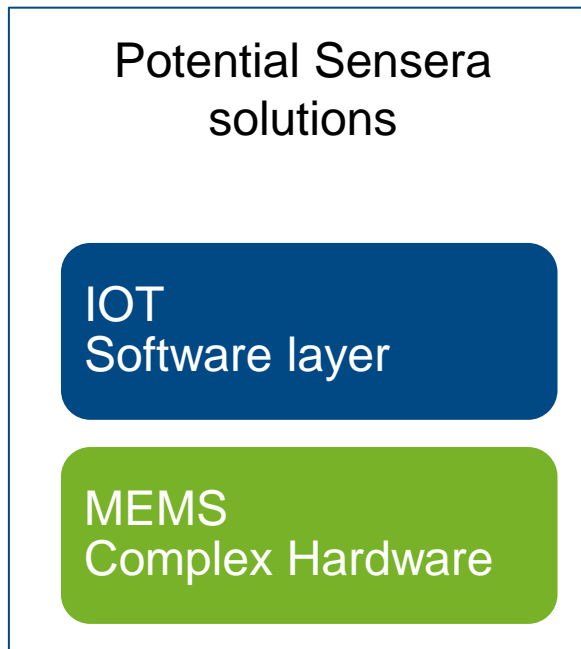 Potential Sensera
solutions
IOT
Software layer
MEMS
Complex Hardware